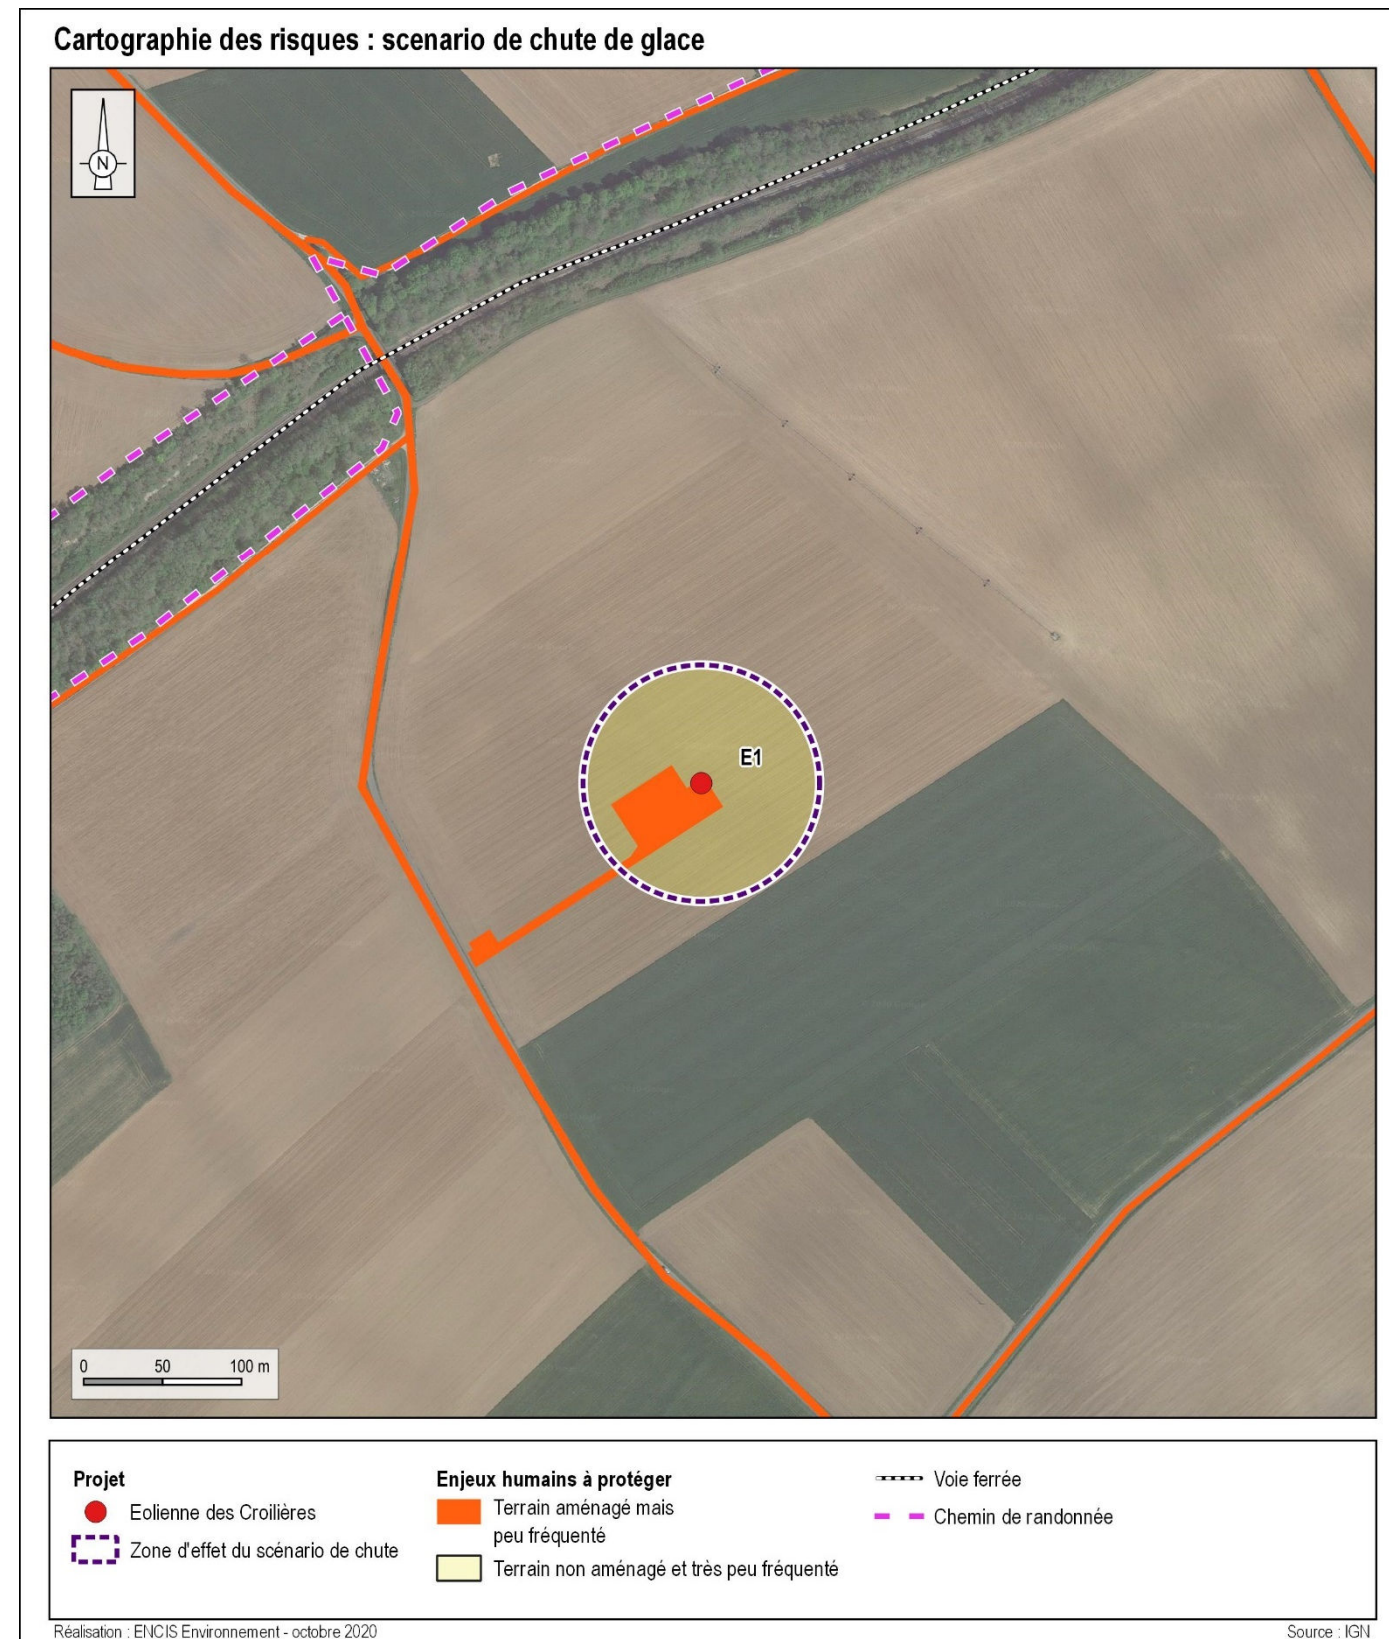 Cartographie des risques : scenario de chute de glace
N
E1
0 50 100 m
Projet
Eolienne des Croilières
Zone d'effet du scénario de chute
Enjeux humains à protéger
Terrain aménagé mais
peu fréquenté
Terrain non aménagé et très peu fréquenté
Voie ferrée
Chemin de randonnée
Réalisation : ENCIS Environnement - octobre 2020
Source : IGN